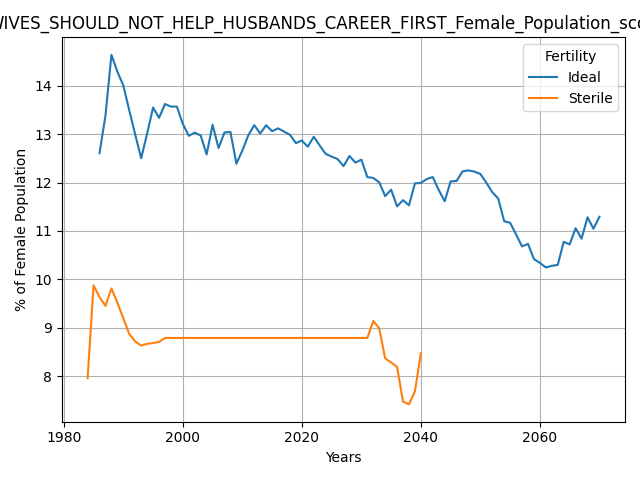 WIVES_SHOULD_NOT_HELP_HUSBANDS_CAREER_FIRST_Female_Population_sco
Fertility
Ideal
Sterile
% of Female Population
14
13
12
11
10
9
8
1980
2000
2020
2040
2060
Years